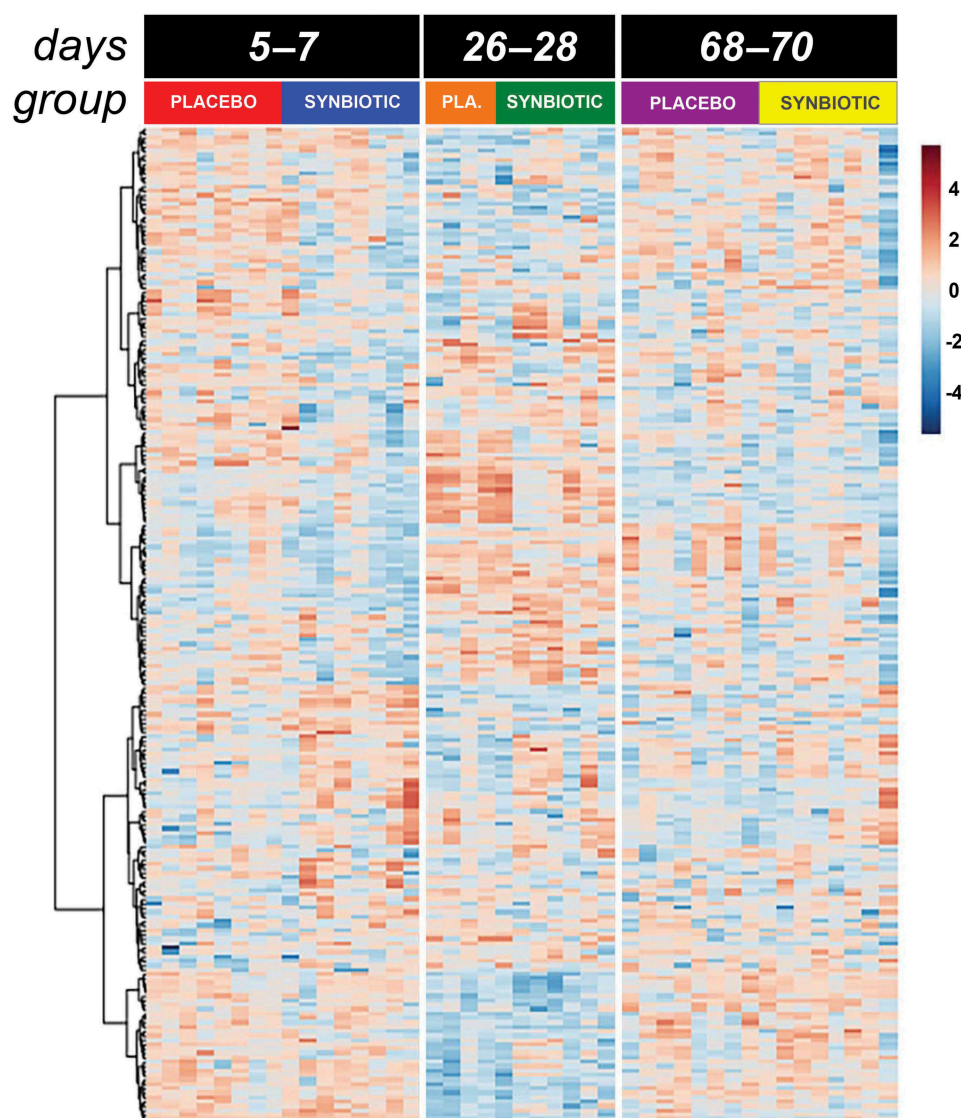 days 5–7 26–28 68–70
group PLACEBO SYNBIOTIC PLA. SYNBIOTIC PLACEBO SYNBIOTIC
4
2
0
-2
-4